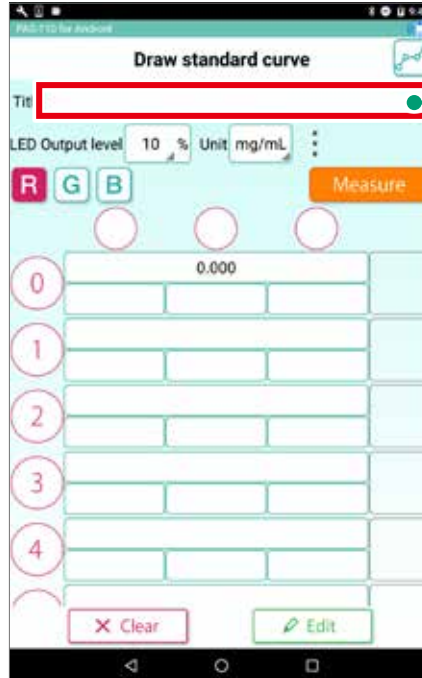 PAS-110 for Android
Draw standard curve
Tit
LED Output level 10 % Unit mg/mL
R G B Measure
0.000
0
1
2
3
4
Clear
Edit